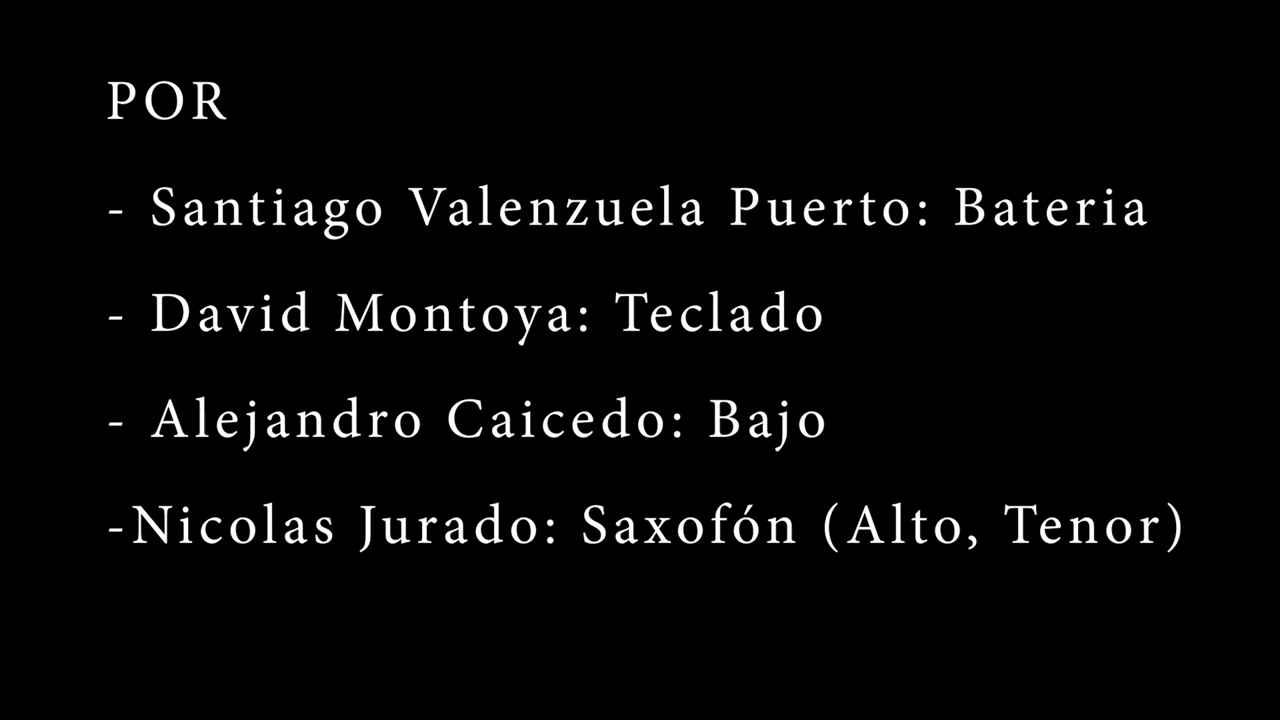 POR
- Santiago Valenzuela Puerto: Bateria
- David Montoya: Teclado
- Alejandro Caicedo: Bajo
-Nicolas Jurado: Saxofón (Alto, Tenor)